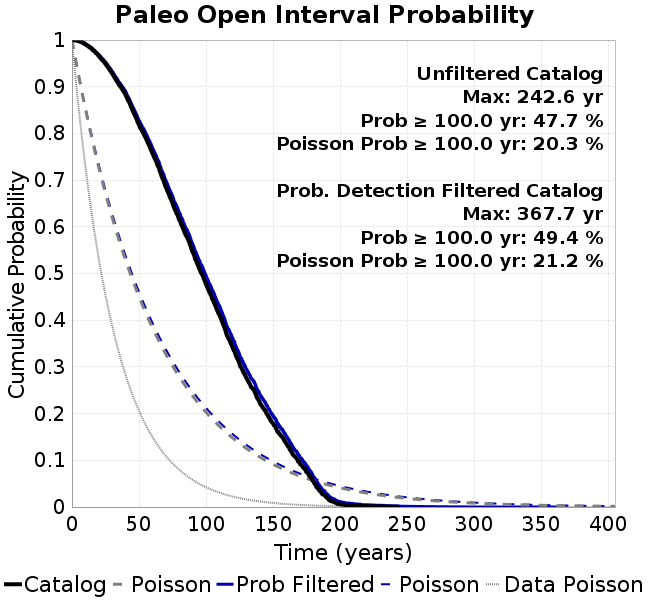 Paleo Open Interval Probability
Unfiltered Catalog
Max: 242.6 yr
Prob ≥ 100.0 yr: 47.7 %
Poisson Prob ≥ 100.0 yr: 20.3 %
Prob. Detection Filtered Catalog
Max: 367.7 yr
Prob ≥ 100.0 yr: 49.4 %
Poisson Prob ≥ 100.0 yr: 21.2 %
Cumulative Probability
1
0.9
0.8
0.7
0.6
0.5
0.4
0.3
0.2
0.1
0
0 50 100 150 200 250 300 350 400
Time (years)
Catalog Poisson Prob Filtered Poisson Data Poisson